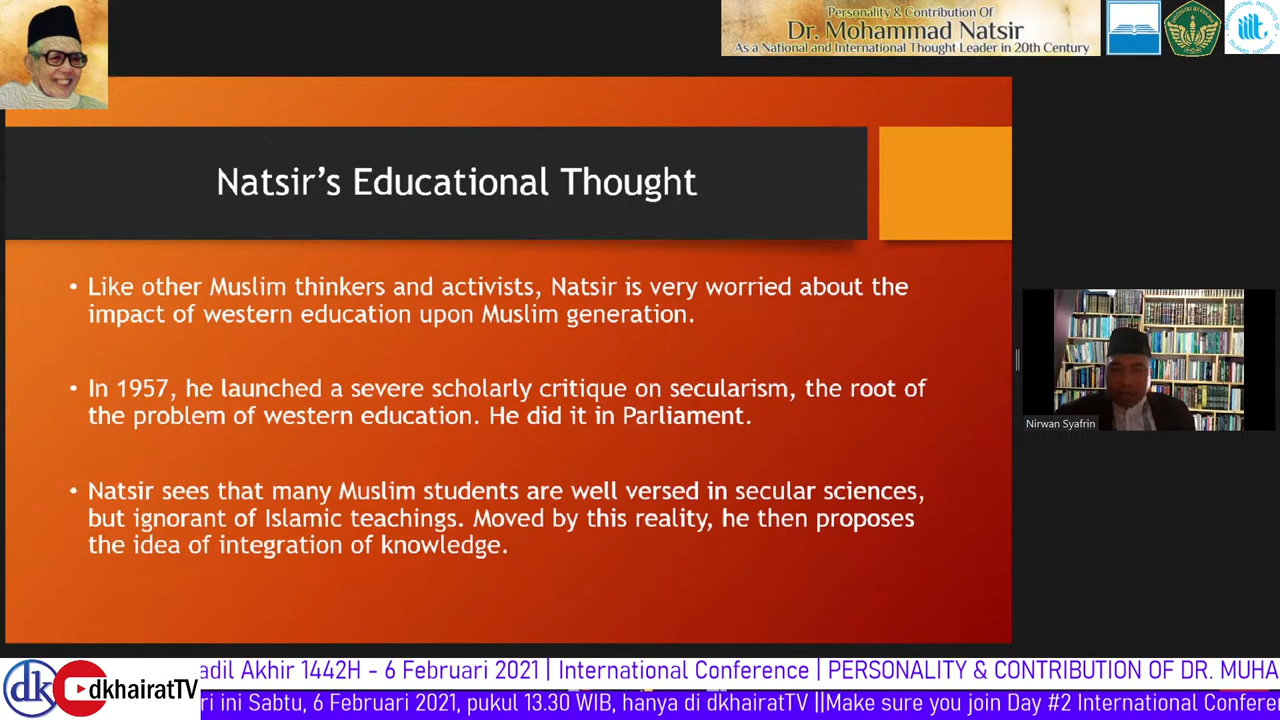 Personality & Contribution Of
Dr. Mohammad Natsir
As a National and International Thought Leader in 20th Century
Natsir’s Educational Thought
• Like other Muslim thinkers and activists, Natsir is very worried about the
impact of western education upon Muslim generation.
• In 1957, he launched a severe scholarly critique on secularism, the root of
the problem of western education. He did it in Parliament.
• Natsir sees that many Muslim students are well versed in secular sciences,
but ignorant of Islamic teachings. Moved by this reality, he then proposes
the idea of integration of knowledge.
Nirwan Syafrin
dk dkhairatTV
adil Akhir 1442H - 6 Februari 2021 | International Conference | PERSONALITY & CONTRIBUTION OF DR. MUHA
ri ini Sabtu, 6 Februari 2021, pukul 13.30 WIB, hanya di dkhairatTV ||Make sure you join Day #2 International Confere